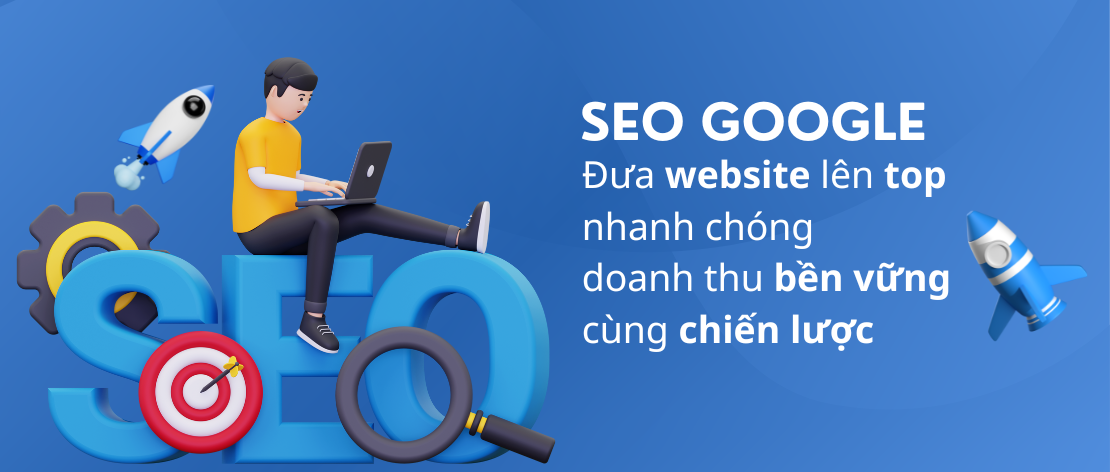 SEO
SEO GOOGLE
Đưa website lên top
nhanh chóng
doanh thu bền vững
cùng chiến lược